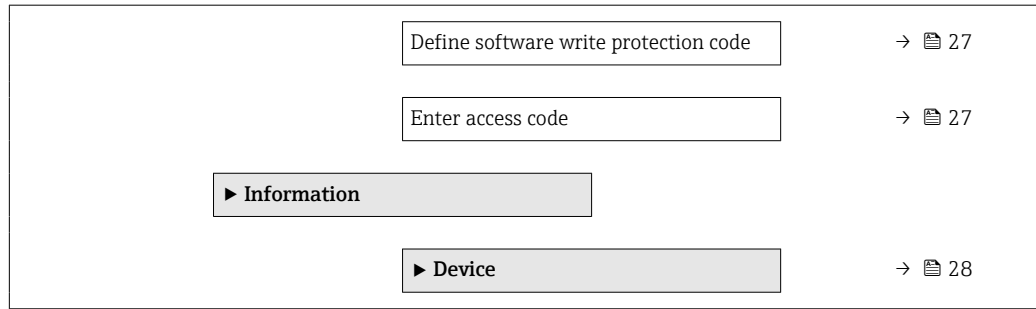 Define software write protection code → 27
Enter access code → 27
▶ Information
▶ Device → 28